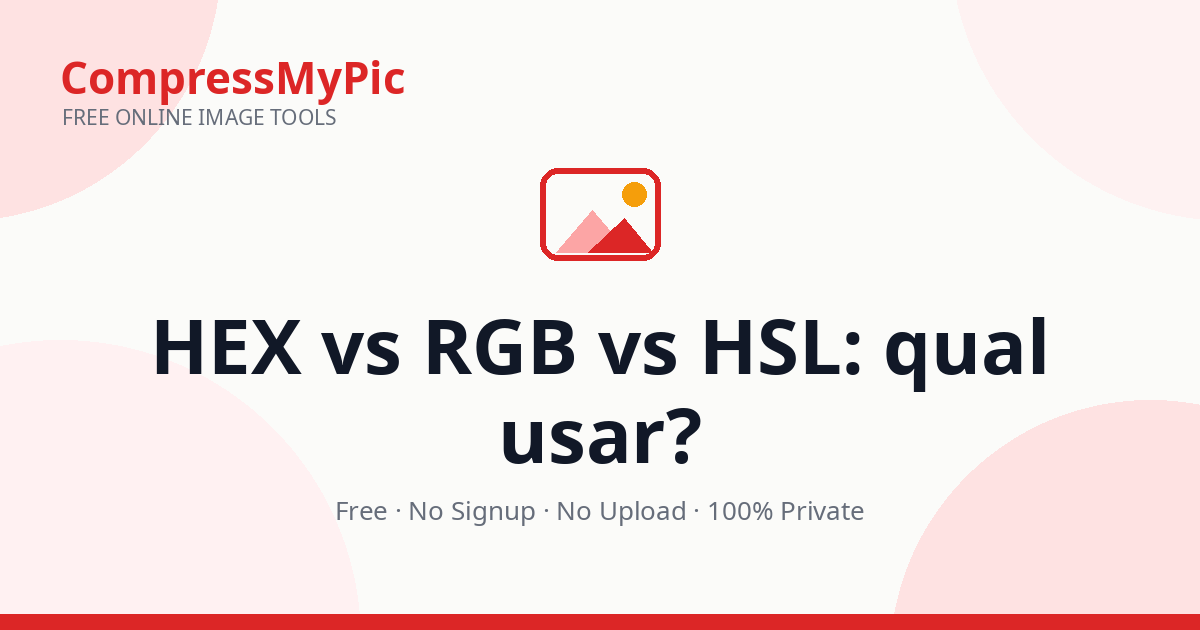 CompressMyPic
FREE ONLINE IMAGE TOOLS
HEX vs RGB vs HSL: qual
usar?
Free · No Signup · No Upload · 100% Private